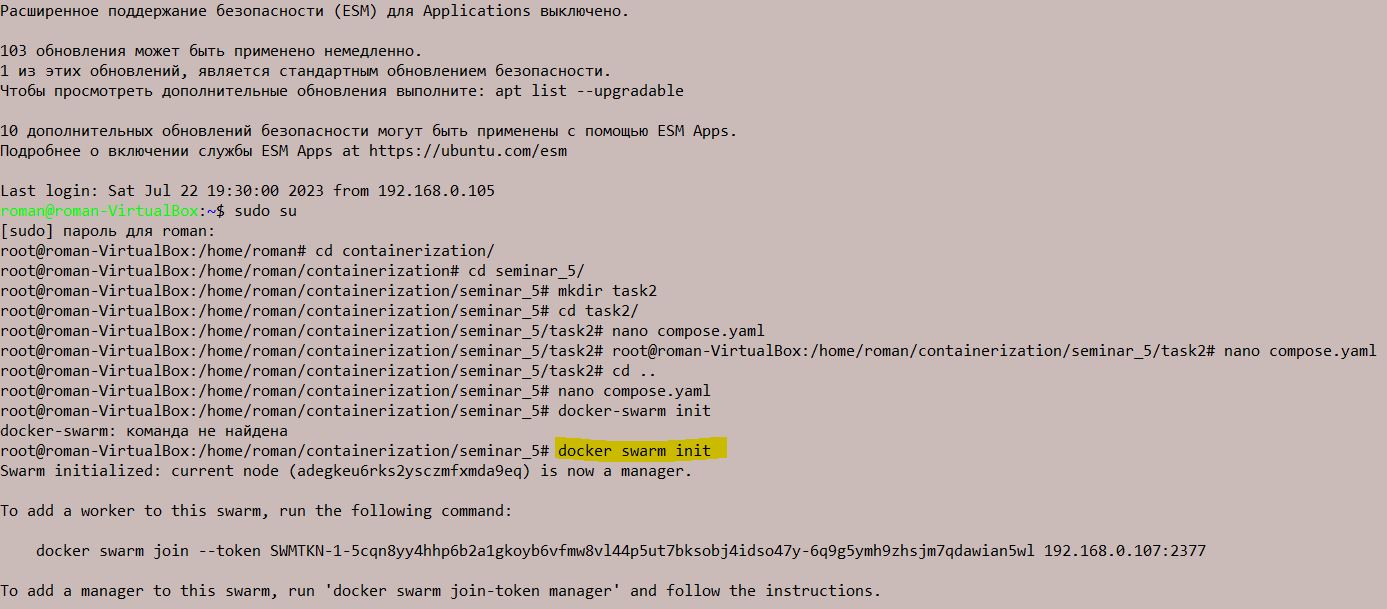 Расширенное поддержание безопасности (ESM) для Applications выключено.
103 обновления может быть применено немедленно.
1 из этих обновлений, является стандартным обновлением безопасности.
Чтобы просмотреть дополнительные обновления выполните: apt list --upgradable
10 дополнительных обновлений безопасности могут быть применены с помощью ESM Apps.
Подробнее о включении службы ESM Apps at https://ubuntu.com/esm
Last login: Sat Jul 22 19:30:00 2023 from 192.168.0.105
roman@roman-VirtualBox:~$ sudo su
[sudo] пароль для roman:
root@roman-VirtualBox:/home/roman# cd containerization/
root@roman-VirtualBox:/home/roman/containerization# cd seminar_5/
root@roman-VirtualBox:/home/roman/containerization/seminar_5# mkdir task2
root@roman-VirtualBox:/home/roman/containerization/seminar_5# cd task2/
root@roman-VirtualBox:/home/roman/containerization/seminar_5/task2# nano compose.yaml
root@roman-VirtualBox:/home/roman/containerization/seminar_5/task2# root@roman-VirtualBox:/home/roman/containerization/seminar_5/task2# nano compose.yaml
root@roman-VirtualBox:/home/roman/containerization/seminar_5/task2# cd ..
root@roman-VirtualBox:/home/roman/containerization/seminar_5# nano compose.yaml
root@roman-VirtualBox:/home/roman/containerization/seminar_5# docker-swarm init
docker-swarm: команда не найдена
root@roman-VirtualBox:/home/roman/containerization/seminar_5# docker swarm init
Swarm initialized: current node (adegkeu6rks2ysczmfxmda9eq) is now a manager.
To add a worker to this swarm, run the following command:
docker swarm join --token SWMTKN-1-5cqn8yy4hhp6b2a1gkoyb6vfmw8vl44p5ut7bksobj4idso47y-6q9g5ymh9zhsjm7qdawian5wl 192.168.0.107:2377
To add a manager to this swarm, run 'docker swarm join-token manager' and follow the instructions.